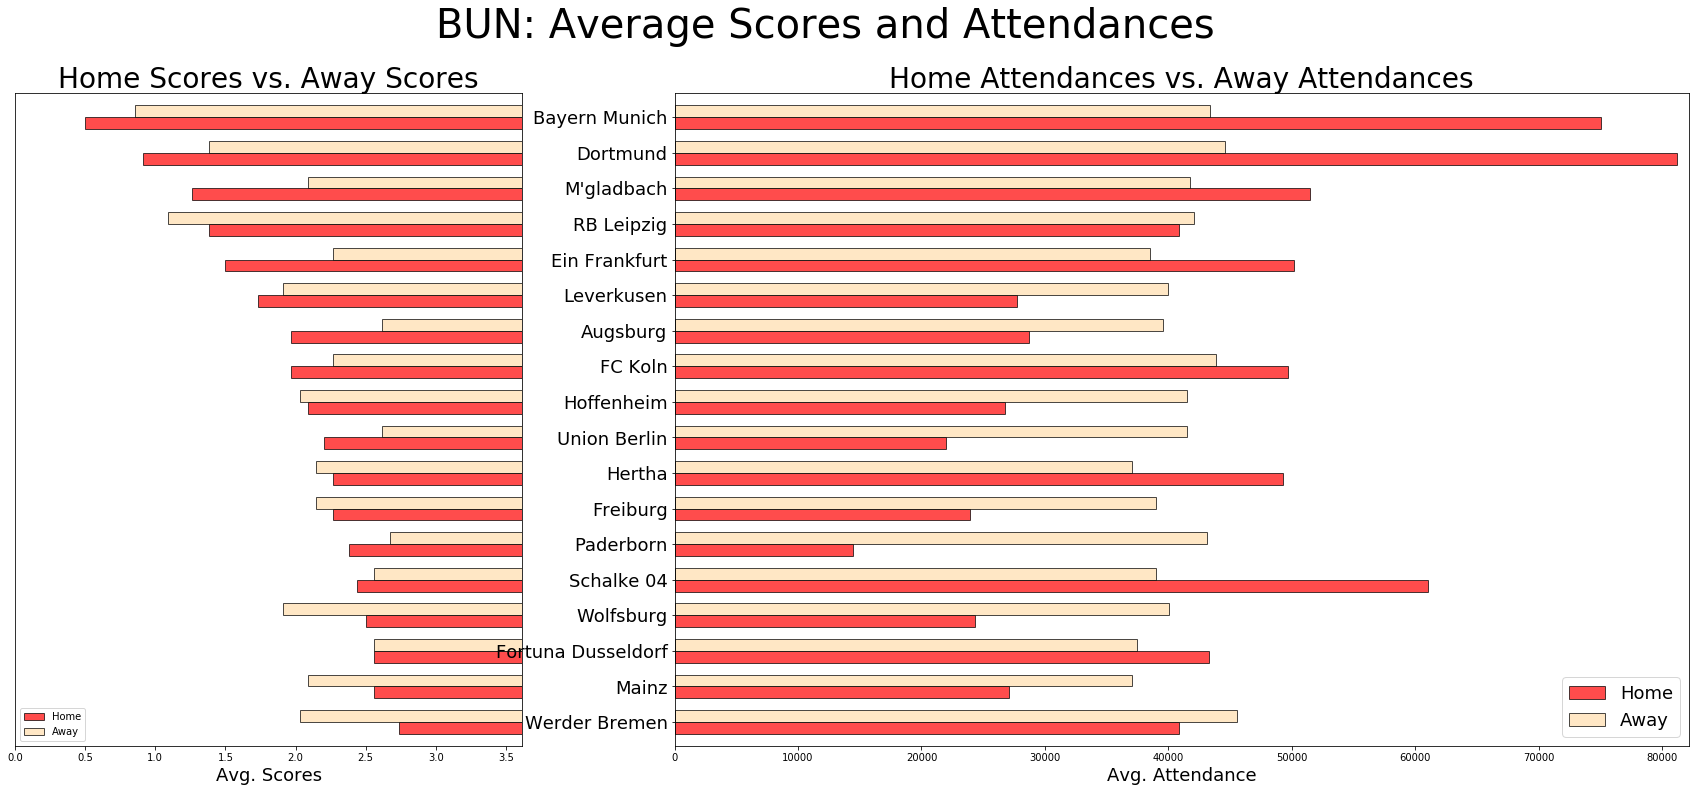 BUN: Average Scores and Attendances
Home Scores vs. Away Scores
Home Attendances vs. Away Attendances
Bayern Munich
Dortmund
M'gladbach
RB Leipzig
Ein Frankfurt
Leverkusen
Augsburg
FC Koln
Hoffenheim
Union Berlin
Hertha
Freiburg
Paderborn
Schalke 04
Wolfsburg
Fortuna Dusseldorf
Mainz
Werder Bremen
Home
Away
Home
Away
0.0 0.5 1.0 1.5 2.0 2.5 3.0 3.5
0 10000 20000 30000 40000 50000 60000 70000 80000
Avg. Scores
Avg. Attendance